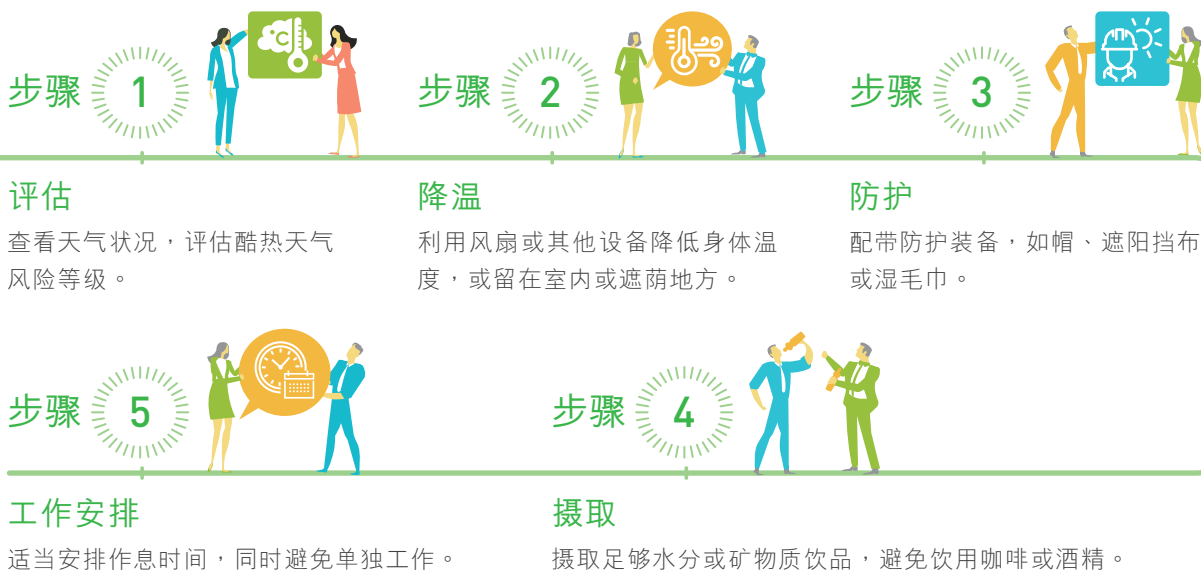 步骤 1
评估
查看天气状况，评估酷热天气
风险等级。
步骤 2
降温
利用风扇或其他设备降低身体温
度，或留在室内或遮荫地方。
步骤 3
防护
配带防护装备，如帽、遮阳挡布
或湿毛巾。
步骤 5
工作安排
适当安排作息时间，同时避免单独工作。
步骤 4
摄取
摄取足够水分或矿物质饮品，避免饮用咖啡或酒精。
°C